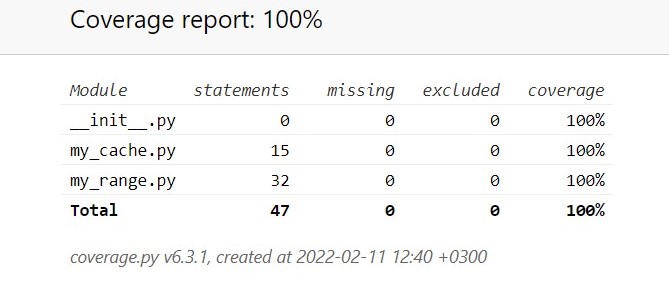 Coverage report: 100%
Module statements missing excluded coverage
__init__.py 0 0 0 100%
my_cache.py 15 0 0 100%
my_range.py 32 0 0 100%
Total 47 0 0 100%
coverage.py v6.3.1, created at 2022-02-11 12:40 +0300